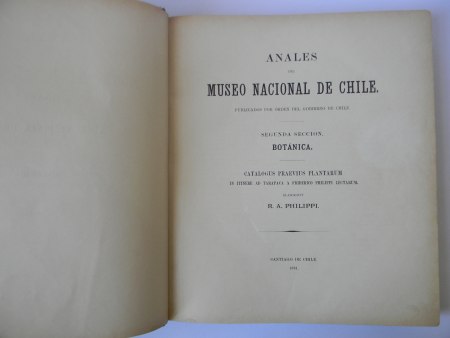 ANALES
DEL
MUSEO NACIONAL DE CHILE.
PUBLICADOS POR ORDEN DEL GOBIERNO DE CHILE
SEGUNDA SECCION.
BOTÁNICA.
CATALOGUS PRAEVIUS PLANTARUM
IN ITINERE AD TARAPACA A FRIDERICO PHILIPPI LECTARUM.
R. A. PHILIPPI.
SANTIAGO DE CHILE